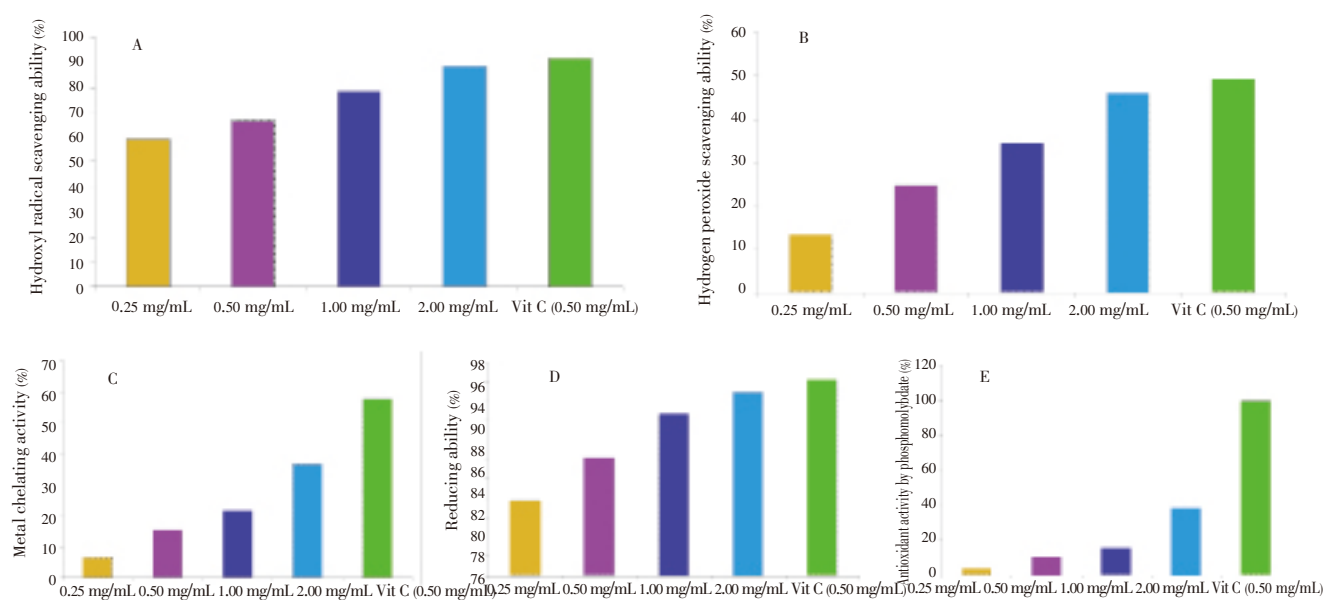 A
Hydroxyl radical scavenging ability (%)
100
90
80
70
60
50
40
30
20
10
0
0.25 mg/mL 0.50 mg/mL 1.00 mg/mL 2.00 mg/mL Vit C (0.50 mg/mL)
B
Hydrogen peroxide scavenging ability (%)
60
50
40
30
20
10
0
0.25 mg/mL 0.50 mg/mL 1.00 mg/mL 2.00 mg/mL Vit C (0.50 mg/mL)
C
Metal chelating activity (%)
70
60
50
40
30
20
10
0
0.25 mg/mL 0.50 mg/mL 1.00 mg/mL 2.00 mg/mL Vit C (0.50 mg/mL)
D
Reducing ability (%)
98
96
94
90
88
86
84
82
80
78
76
0.25 mg/mL 0.50 mg/mL 1.00 mg/mL 2.00 mg/mL Vit C (0.50 mg/mL)
E
Antioxidant activity by phosphomolybdate (%)
120
100
80
60
40
20
0
0.25 mg/mL 0.50 mg/mL 1.00 mg/mL 2.00 mg/mL Vit C (0.50 mg/mL)